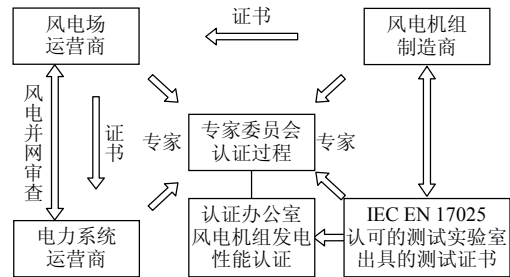 风电场
运营商
证书
风电机组
制造商
风电并网审查
证书
专家
专家委员会
认证过程
专家
电力系统
运营商
认证办公室
风电机组发电
性能认证
IEC EN 17025
认可的测试实验室
出具的测试证书